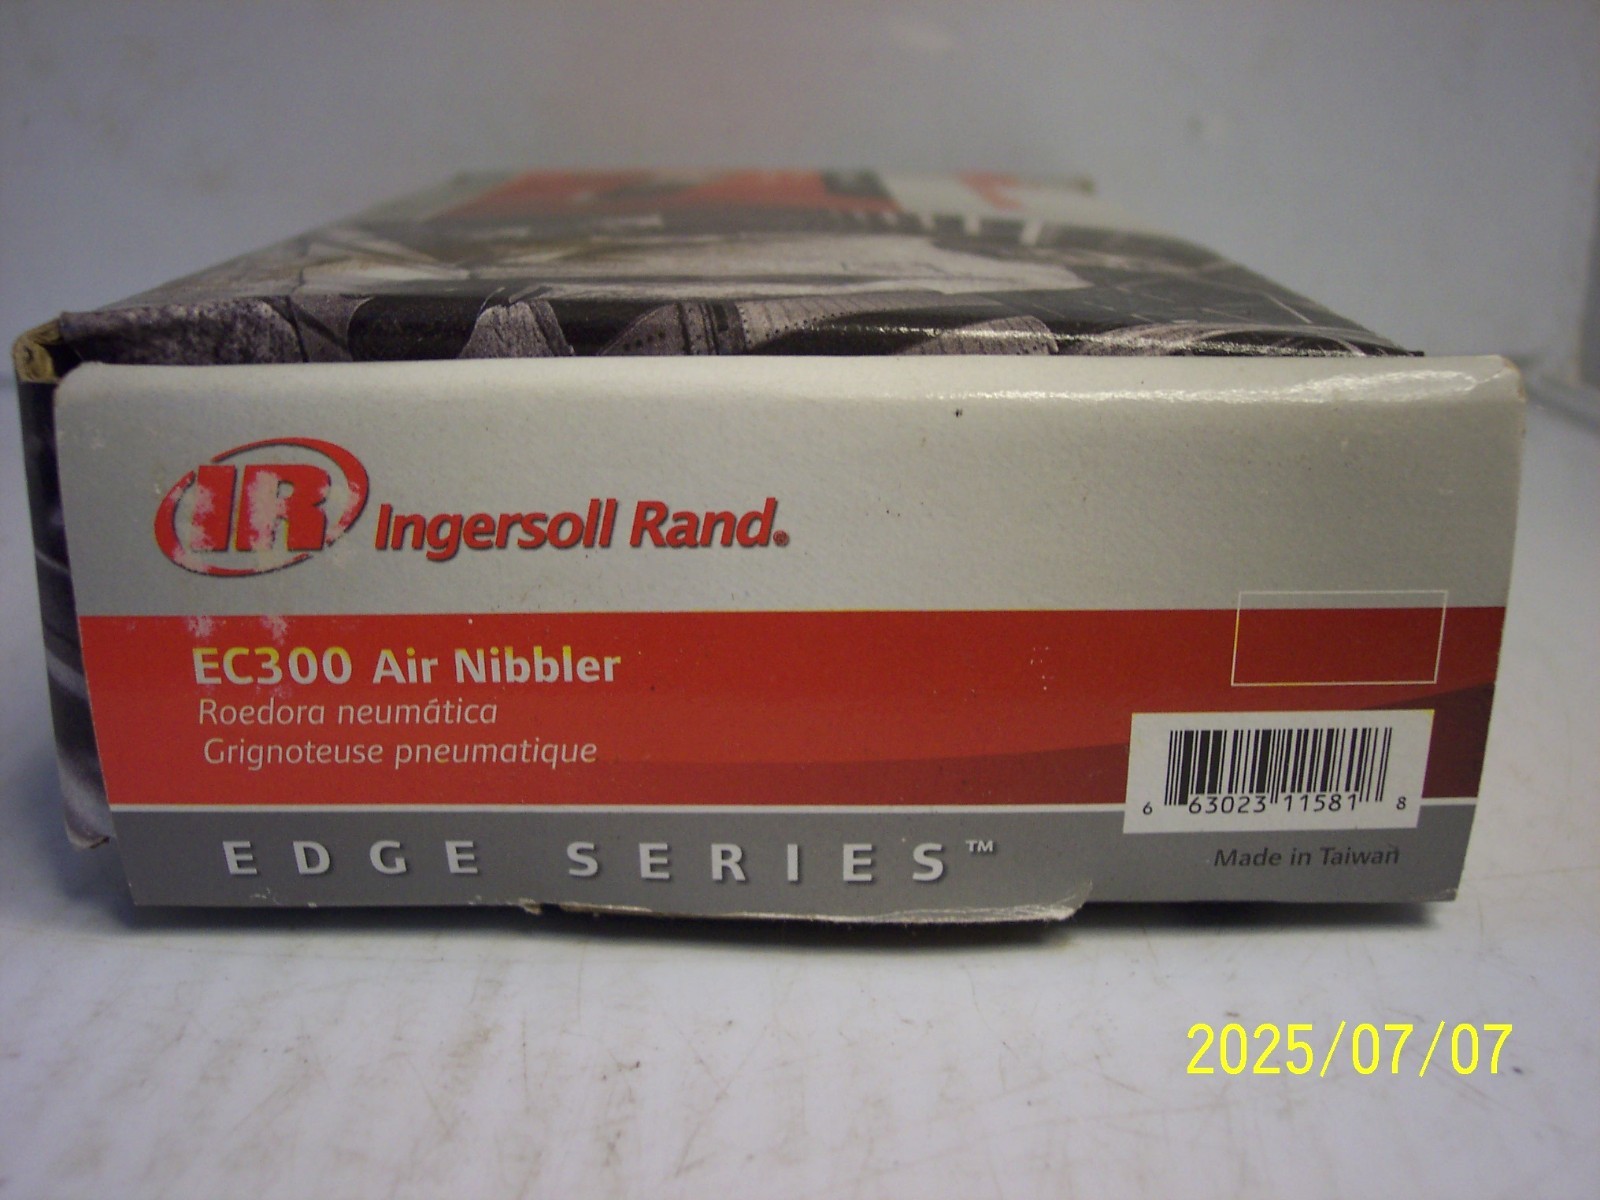 IR Ingersoll Rand®
EC300 Air Nibbler
Roedora neumática
Grignoteuse pneumatique
EDGE SERIES™
6 63023 11581 8
Made in Taiwan
2025/07/07